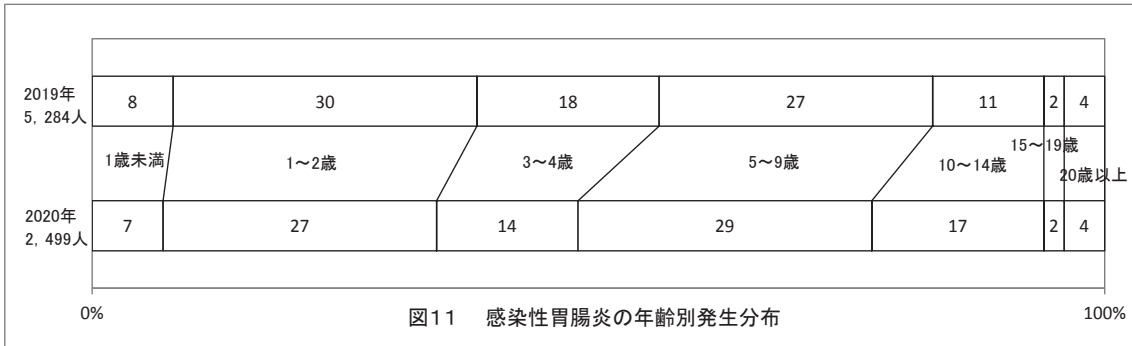 2019年
5, 284人
8 30 18 27 11 2 4
1歳未満 1～2歳 3～4歳 5～9歳 10～14歳 15～19歳 20歳以上
2020年
2, 499人
7 27 14 29 17 2 4
0% 100%
図11 感染性胃腸炎の年齢別発生分布